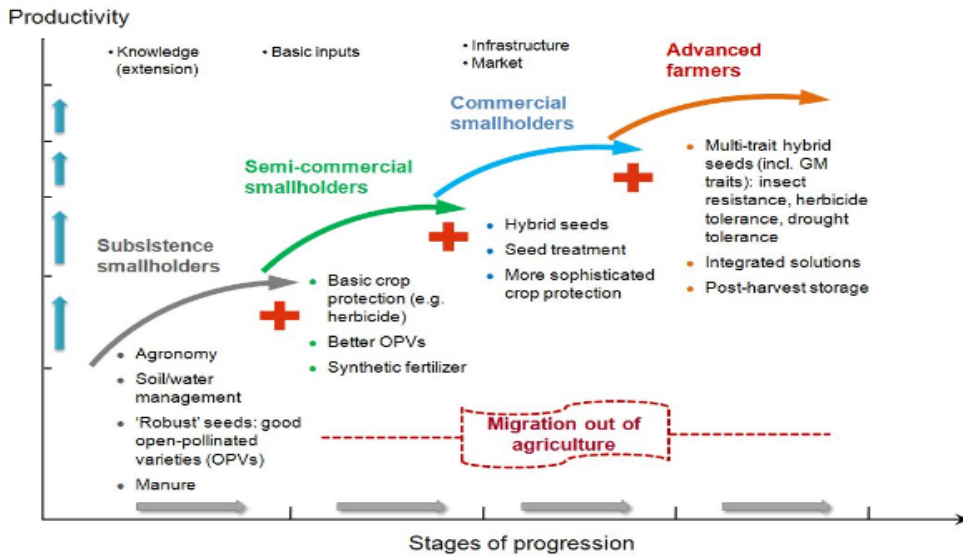 Productivity
• Knowledge
(extension)
• Basic inputs
• Infrastructure
• Market
Advanced
farmers
Commercial
smallholders
Semi-commercial
smallholders
Subsistence
smallholders
• Agronomy
• Soil/water
management
• ‘Robust’ seeds: good
open-pollinated
varieties (OPVs)
• Manure
• Basic crop
protection (e.g.
herbicide)
• Better OPVs
• Synthetic fertilizer
• Hybrid seeds
• Seed treatment
• More sophisticated
crop protection
• Multi-trait hybrid
seeds (incl. GM
traits): insect
resistance, herbicide
tolerance, drought
tolerance
• Integrated solutions
• Post-harvest storage
Migration out of
agriculture
Stages of progression